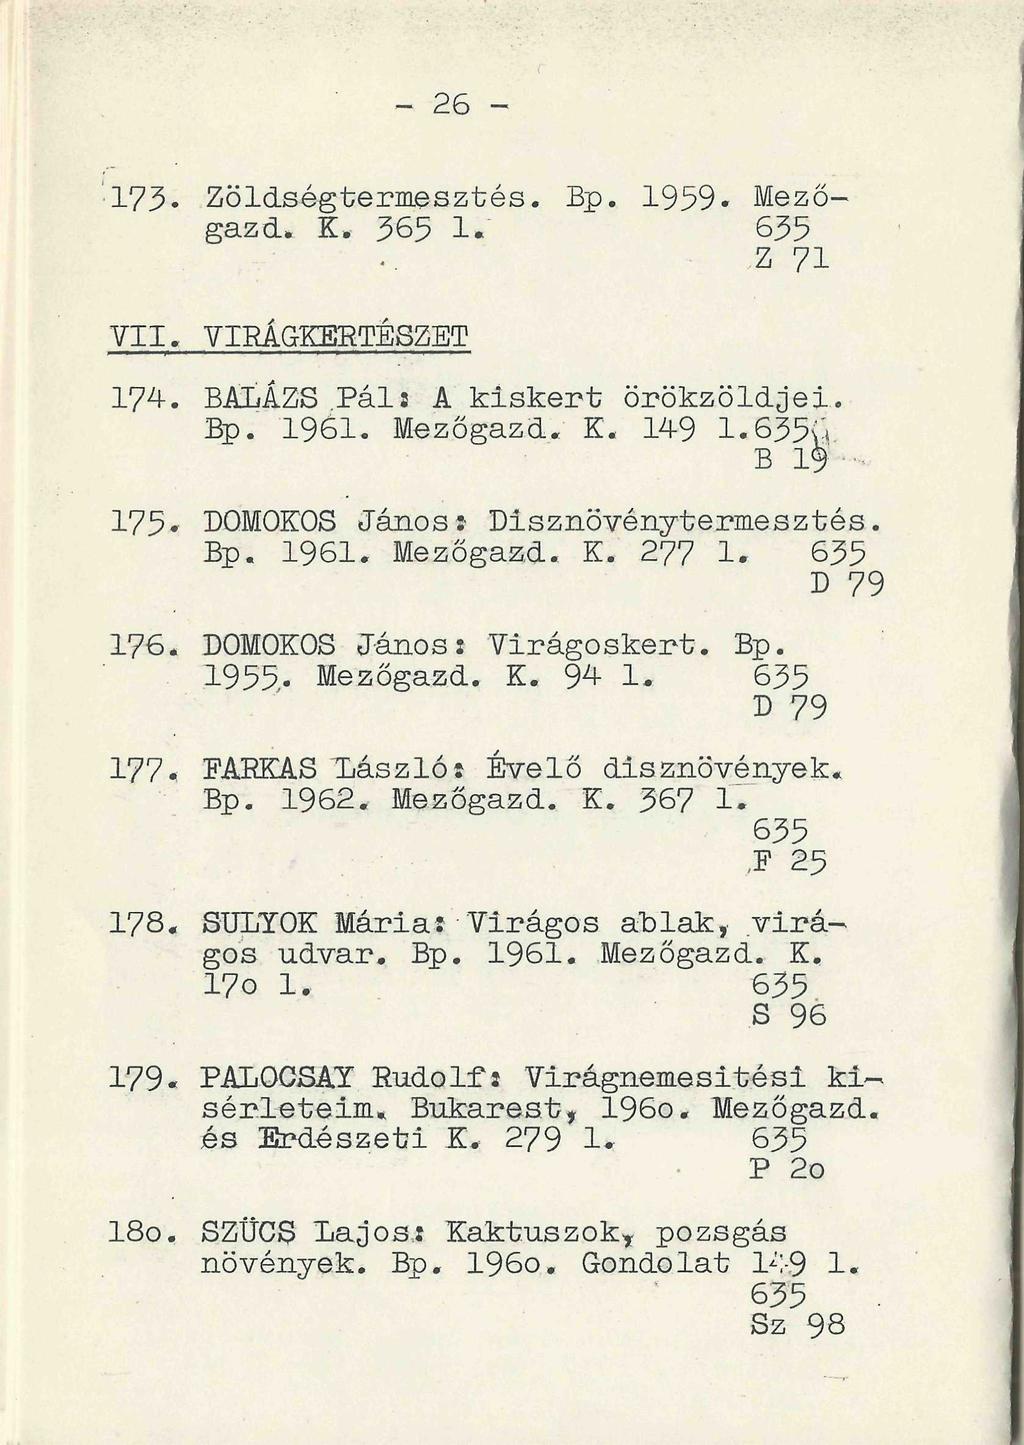 - 26 -
173. Zöldségtermesztés. Bp. 1959. Mező-
gazd. K. 365 l. 635
Z 71
VII. VIRÁGKERTÉSZET
174. BALÁZS Pál: A kiskert örökzöldjei.
Bp. 1961. Mezőgazd. K. 149 l. 635
B 19
175. DOMOKOS János: Disznövénytermesztés.
Bp. 1961. Mezőgazd. K. 277 l. 635
D 79
176. DOMOKOS János: Virágoskert. Bp.
1955. Mezőgazd. K. 94 l. 635
D 79
177. FARKAS László: Évelő disznövények.
Bp. 1962. Mezőgazd. K. 367 l.
635
F 25
178. SULYOK Mária: Virágos ablak, virá-
gos udvar. Bp. 1961. Mezőgazd. K.
17o l. 635
S 96
179. PALOCSAY Rudolf: Virágnemesitési ki-
sérleteim. Bukarest, 196o. Mezőgazd.
és Erdészeti K. 279 l. 635
P 2o
18o. SZÜCS Lajos: Kaktuszok, pozsgás
növények. Bp. 196o. Gondolat 149 l.
635
Sz 98